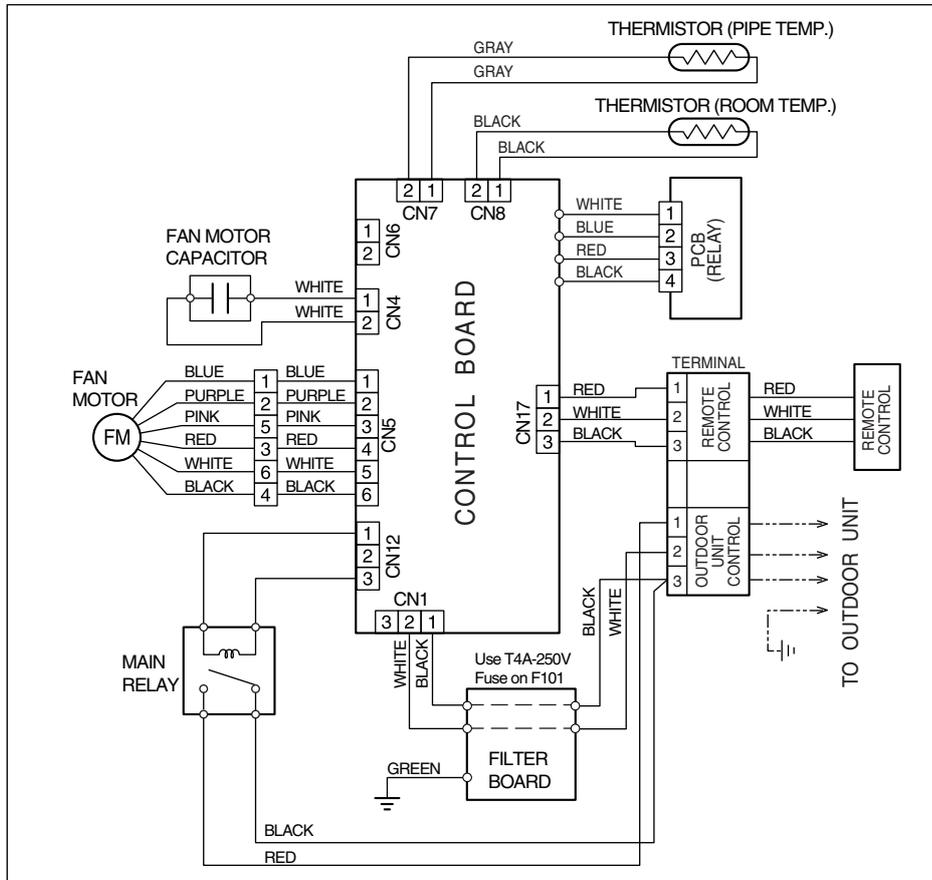 THERMISTOR (PIPE TEMP.)
GRAY
GRAY
THERMISTOR (ROOM TEMP.)
BLACK
BLACK
2 1
CN7
2 1
CN8
1
2
CN6
WHITE
BLUE
RED
BLACK
1
2
3
4
PCB
(RELAY)
FAN MOTOR
CAPACITOR
WHITE
WHITE
1
2
CN4
CONTROL BOARD
FAN
MOTOR
FM
BLUE 1 BLUE 1
PURPLE 2 PURPLE 2
PINK 5 PINK 3
RED 3 RED 4
WHITE 6 WHITE 5
BLACK 4 BLACK 6
CN5
CN17
1 RED
2 WHITE
3 BLACK
TERMINAL
1
2
3
REMOTE
CONTROL
RED
WHITE
BLACK
REMOTE
CONTROL
1
2
3
CN12
1
2
3
OUTDOOR
UNIT
CONTROL
TO OUTDOOR UNIT
CN1
3 2 1
WHITE
BLACK
BLACK
WHITE
MAIN
RELAY
Use T4A-250V
Fuse on F101
FILTER
BOARD
GREEN
BLACK
RED